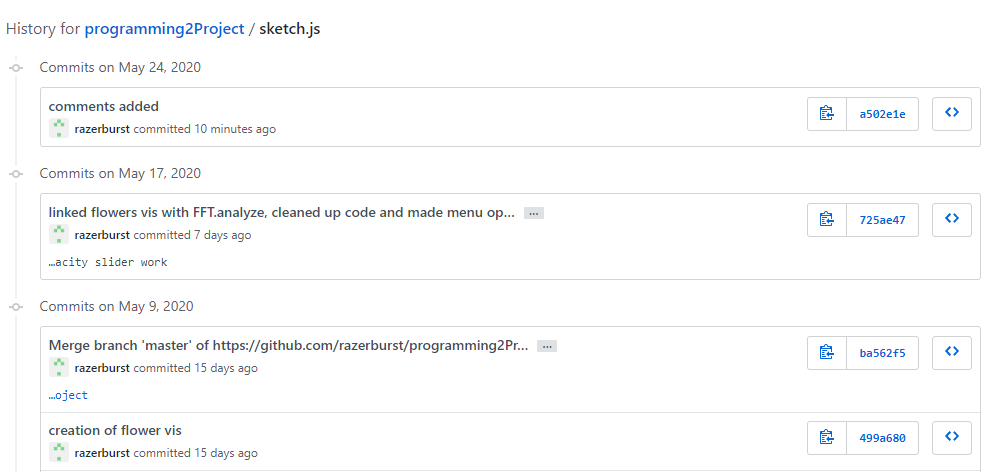 History for programming2Project / sketch.js
Commits on May 24, 2020
comments added
razerburst committed 10 minutes ago
a502e1e
Commits on May 17, 2020
linked flowers vis with FFT.analyze, cleaned up code and made menu op... ...
razerburst committed 7 days ago
725ae47
…acity slider work
Commits on May 9, 2020
Merge branch 'master' of https://github.com/razerburst/programming2Pr... ...
razerburst committed 15 days ago
ba562f5
…oject
creation of flower vis
razerburst committed 15 days ago
499a680